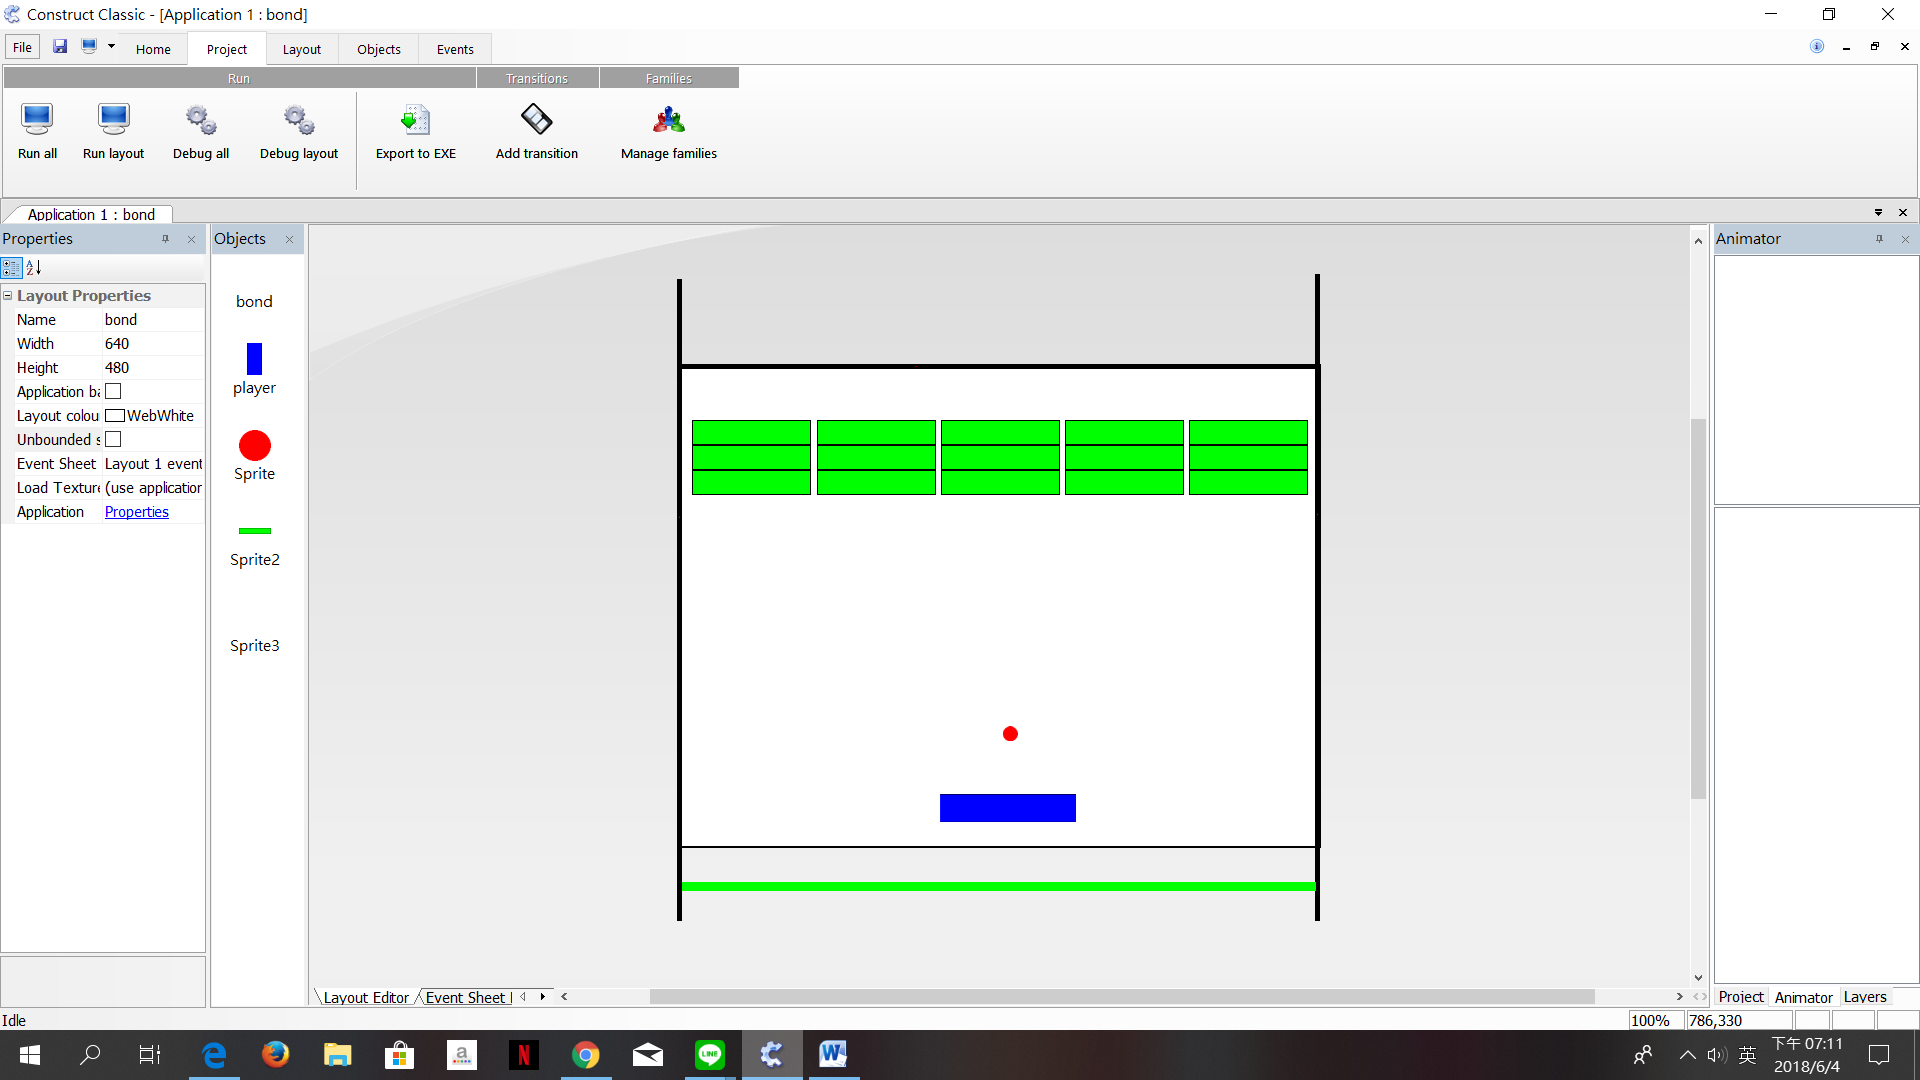 Construct Classic - [Application 1 : bond]
File
Home
Project
Layout
Objects
Events
Run
Transitions
Families
Run all
Run layout
Debug all
Debug layout
Export to EXE
Add transition
Manage families
Application 1 : bond
Properties
Objects
Animator
Layout Properties
Name bond
Width 640
Height 480
Application ba
Layout colou WebWhite
Unbounded s
Event Sheet Layout 1 event
Load Texture (use application
Application Properties
bond
player
Sprite
Sprite2
Sprite3
Layout Editor
Event Sheet
Project
Animator
Layers
Idle
100%
786,330
英
下午 07:11
2018/6/4